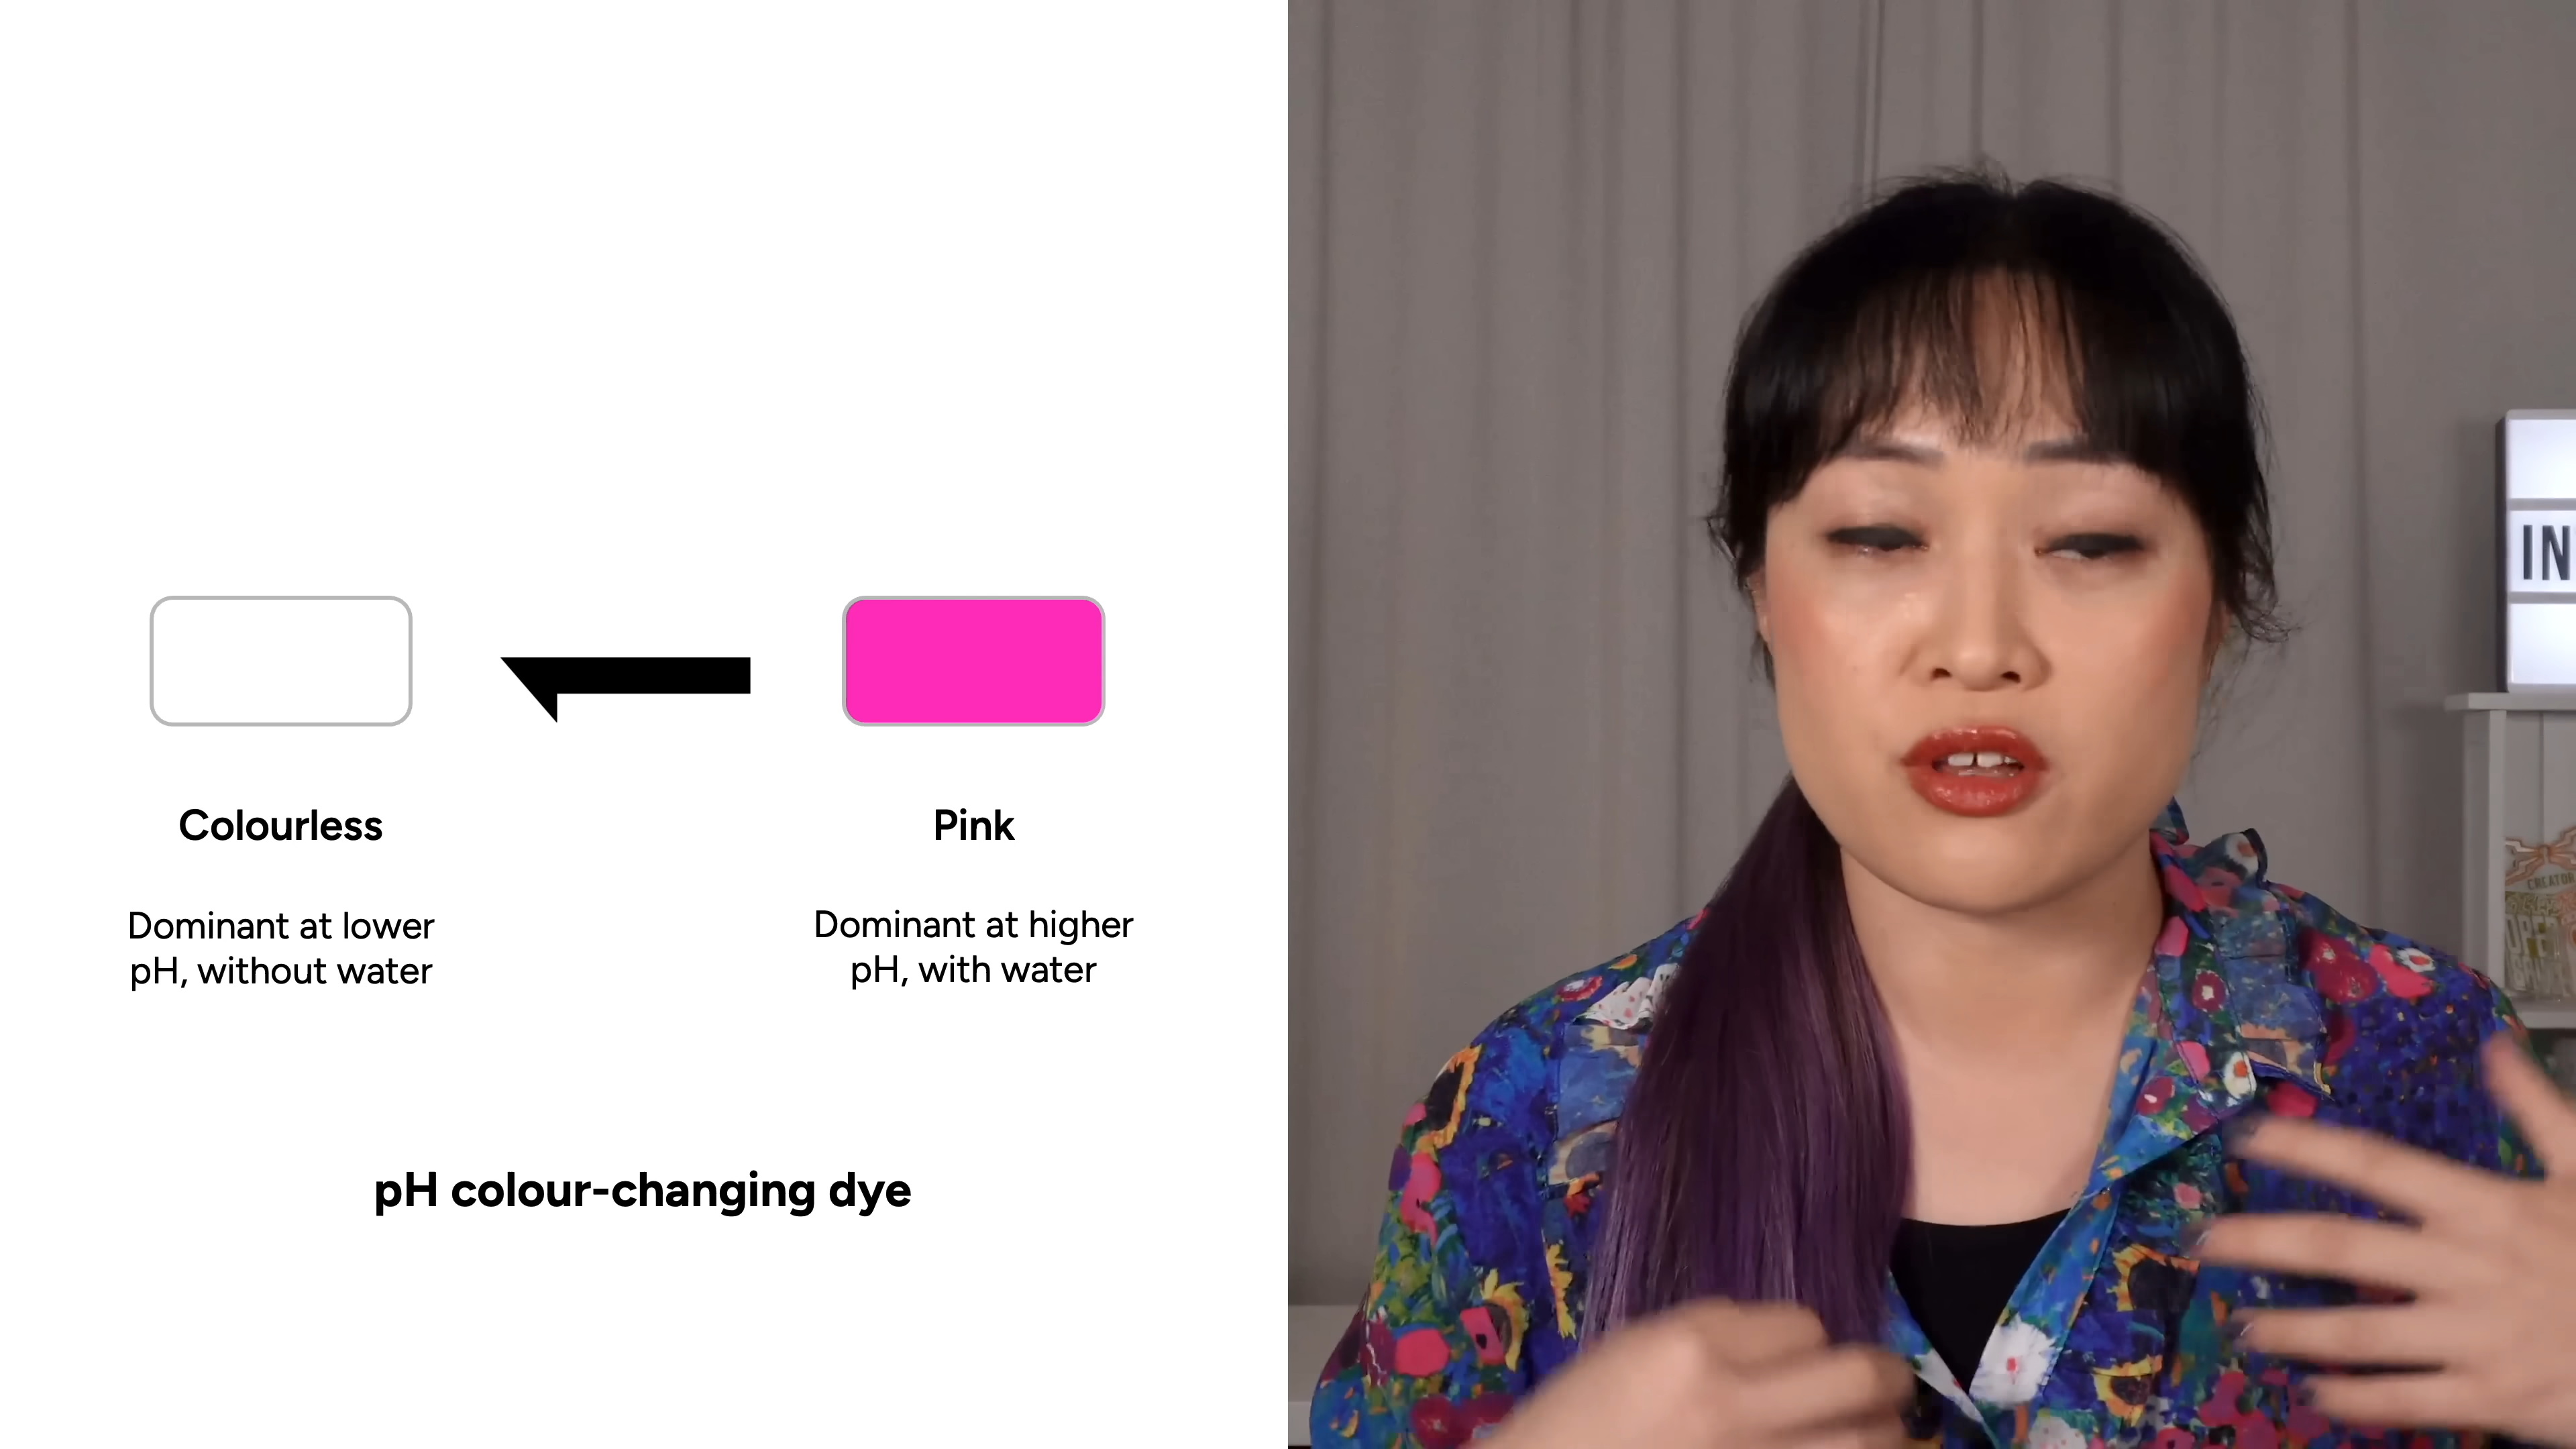 Colourless
Pink
Dominant at lower
pH, without water
Dominant at higher
pH, with water
pH colour-changing dye
IN
CREATOR